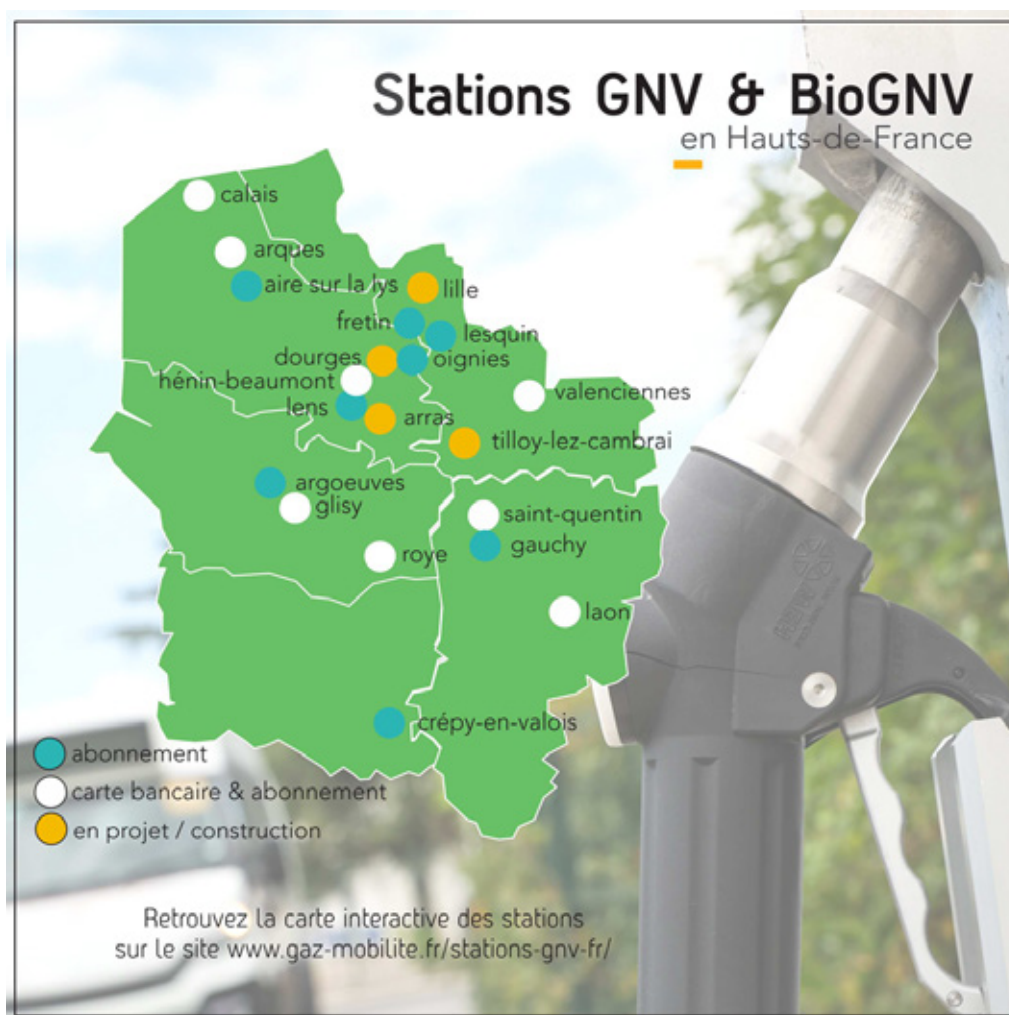 Stations GNV & BioGNV
en Hauts-de-France
calais
arques
aire sur la lys
lille
fretin
lesquin
dourges
oignies
hénin-beaumont
valenciennes
lens
arras
tilloy-lez-cambrai
argoeuves
glisy
saint-quentin
gauchy
roye
laon
crépy-en-valois
abonnement
carte bancaire & abonnement
en projet / construction
Retrouvez la carte interactive des stations
sur le site www.gaz-mobilite.fr/stations-gnv-fr/